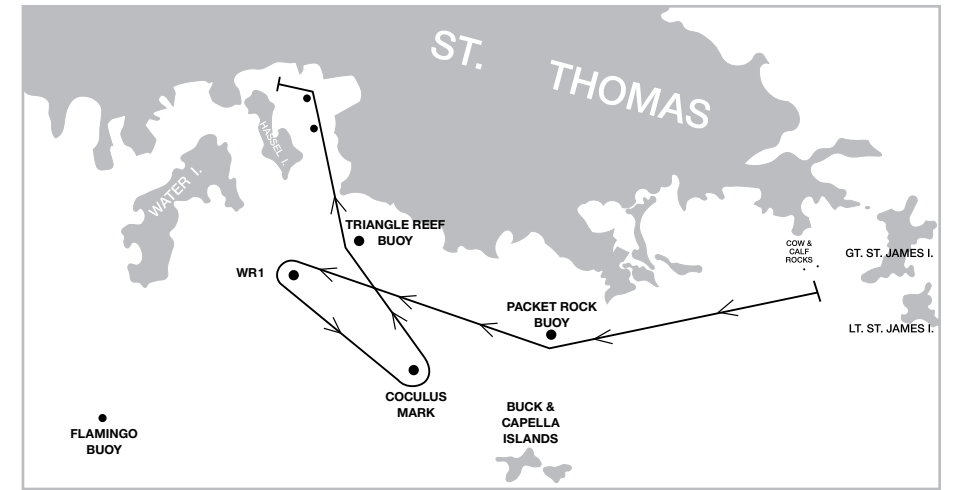 ST.
THOMAS
HASSEL I.
WATER I.
TRIANGLE REEF
BUOY
COW &
CALF
ROCKS
GT. ST. JAMES I.
WR1
PACKET ROCK
BUOY
LT. ST. JAMES I.
COCULUS
MARK
BUCK &
CAPELLA
ISLANDS
FLAMINGO
BUOY